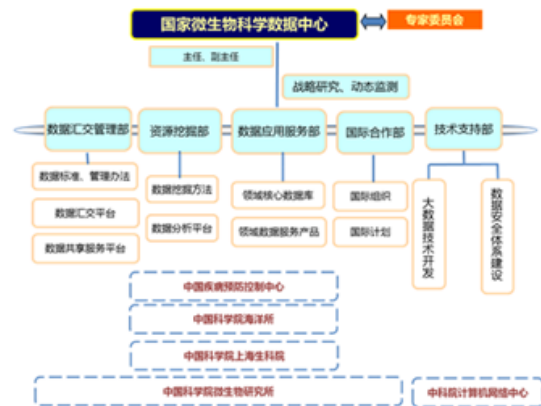 国家微生物科学数据中心
专家委员会
主任、副主任
战略研究、动态监测
数据汇交管理部
资源挖掘部
数据应用服务部
国际合作部
技术支持部
数据标准、管理办法
数据挖掘方法
领域核心数据库
国际组织
大数据技术开发
数据安全体系建设
数据汇交平台
数据分析平台
领域数据服务产品
国际计划
数据共享服务平台
中国疾病预防控制中心
中国科学院海洋所
中国科学院上海生科院
中国科学院微生物研究所
中科院计算机网络中心